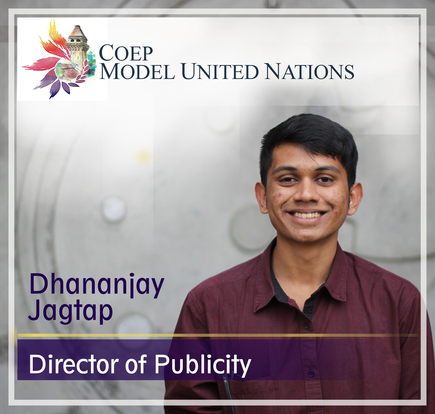 COEP
MODEL UNITED NATIONS
Dhananjay
Jagtap
Director of Publicity